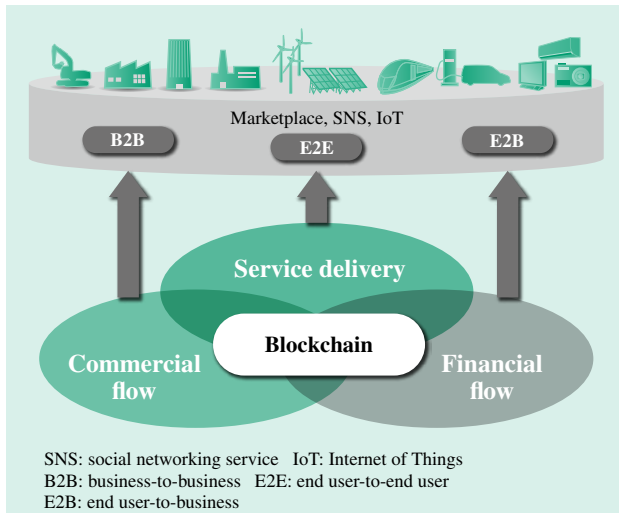 Marketplace, SNS, IoT
B2B
E2E
E2B
Service delivery
Blockchain
Commercial
flow
Financial
flow
SNS: social networking service IoT: Internet of Things
B2B: business-to-business E2E: end user-to-end user
E2B: end user-to-business